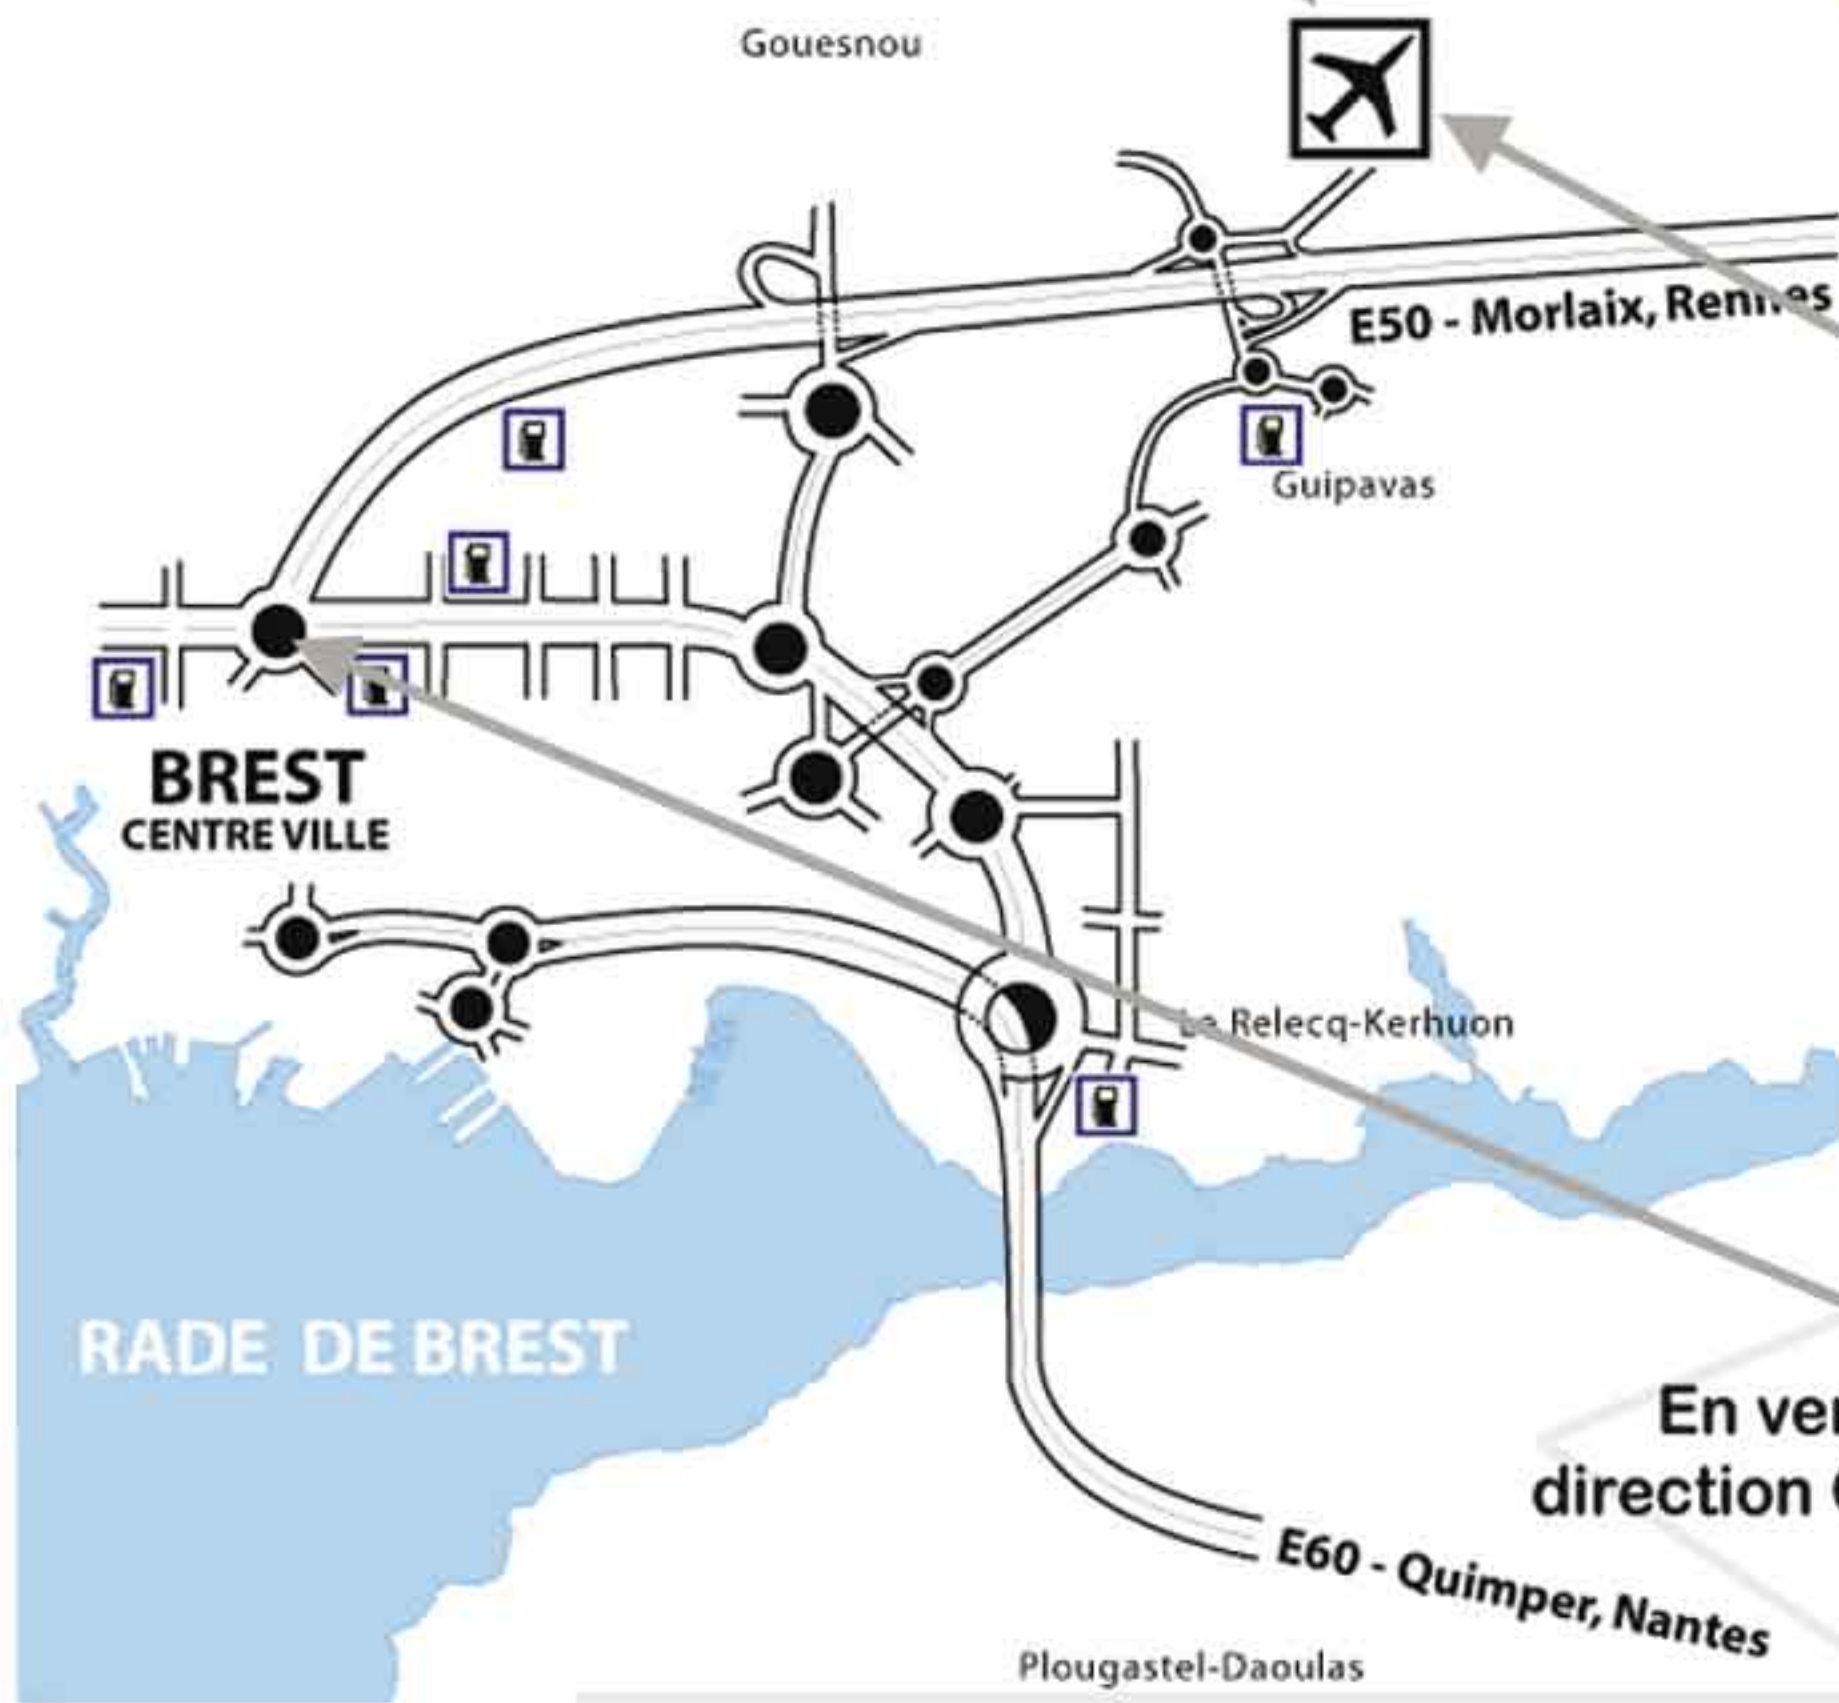 Gouesnou
E50 - Morlaix, Rennes
Guipavas
BREST
CENTRE VILLE
Le Relecq-Kerhuon
RADE DE BREST
En
direction
E60 - Quimper, Nantes
Plougastel-Daoulas